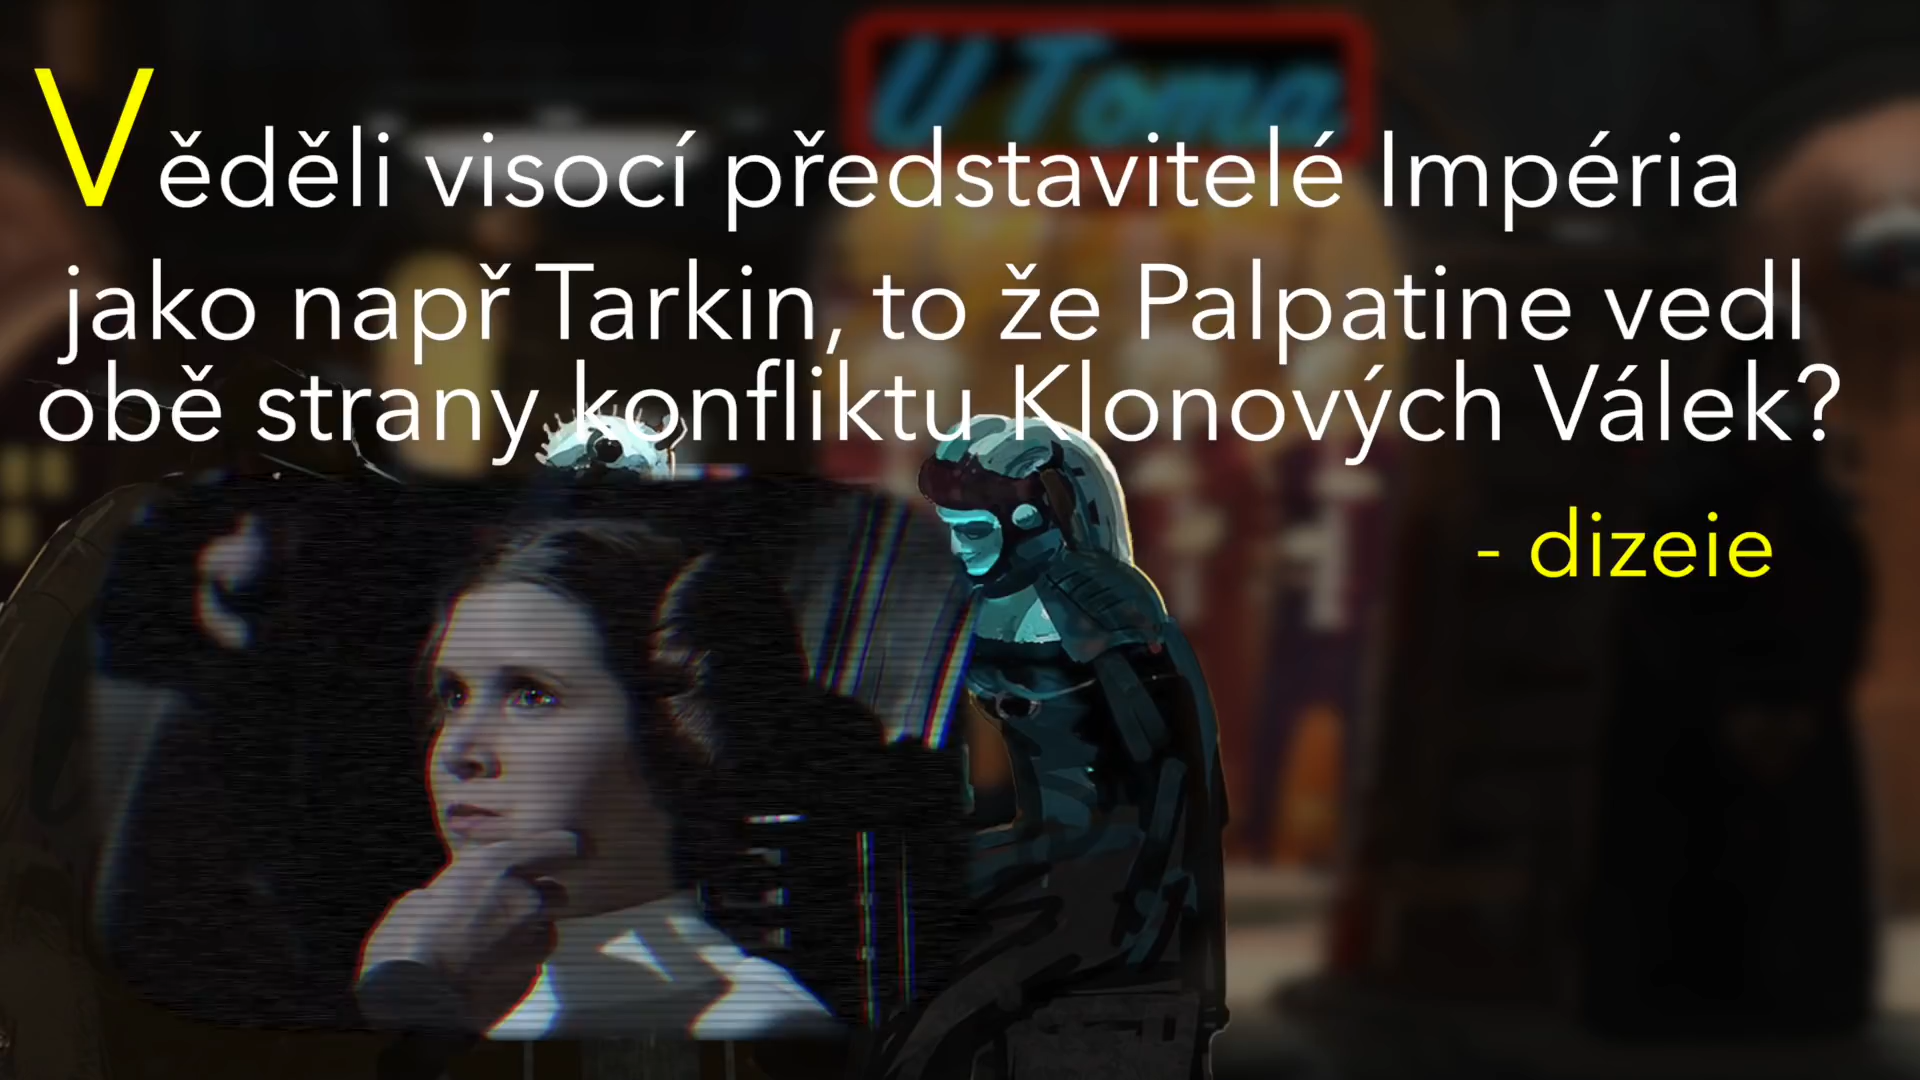 U Toma
Věděli visocí představitelé Impéria
jako např Tarkin, to že Palpatine vedl
obě strany konfliktu Klonových Válek?
- dizeie